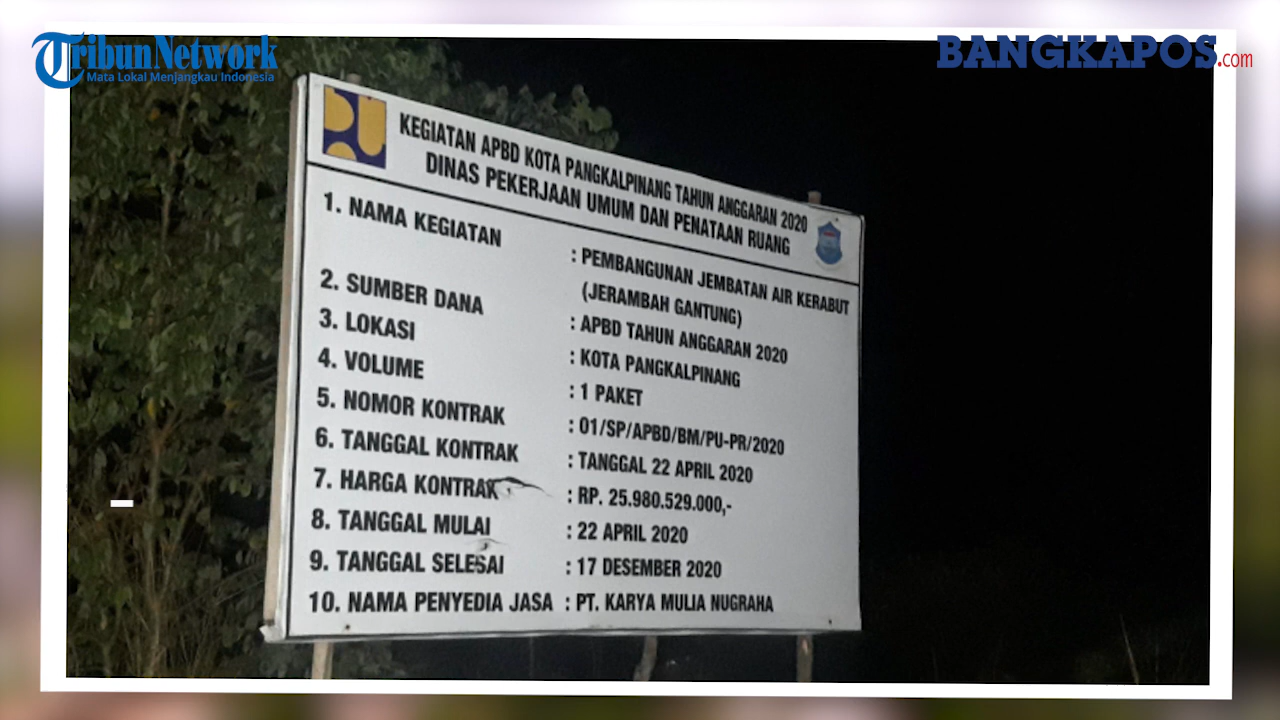 TribunNetwork
Mata Lokal Menjangkau Indonesia
BANGKAPOS.com
KEGIATAN APBD KOTA PANGKALPINANG TAHUN ANGGARAN 2020
DINAS PEKERJAAN UMUM DAN PENATAAN RUANG
1. NAMA KEGIATAN : PEMBANGUNAN JEMBATAN AIR KERABUT
(JERAMBAH GANTUNG)
2. SUMBER DANA : APBD TAHUN ANGGARAN 2020
3. LOKASI : KOTA PANGKALPINANG
4. VOLUME : 1 PAKET
5. NOMOR KONTRAK : 01/SP/APBD/BM/PU-PR/2020
6. TANGGAL KONTRAK : TANGGAL 22 APRIL 2020
7. HARGA KONTRAK : RP. 25.980.529.000,-
8. TANGGAL MULAI : 22 APRIL 2020
9. TANGGAL SELESAI : 17 DESEMBER 2020
10. NAMA PENYEDIA JASA : PT. KARYA MULIA NUGRAHA